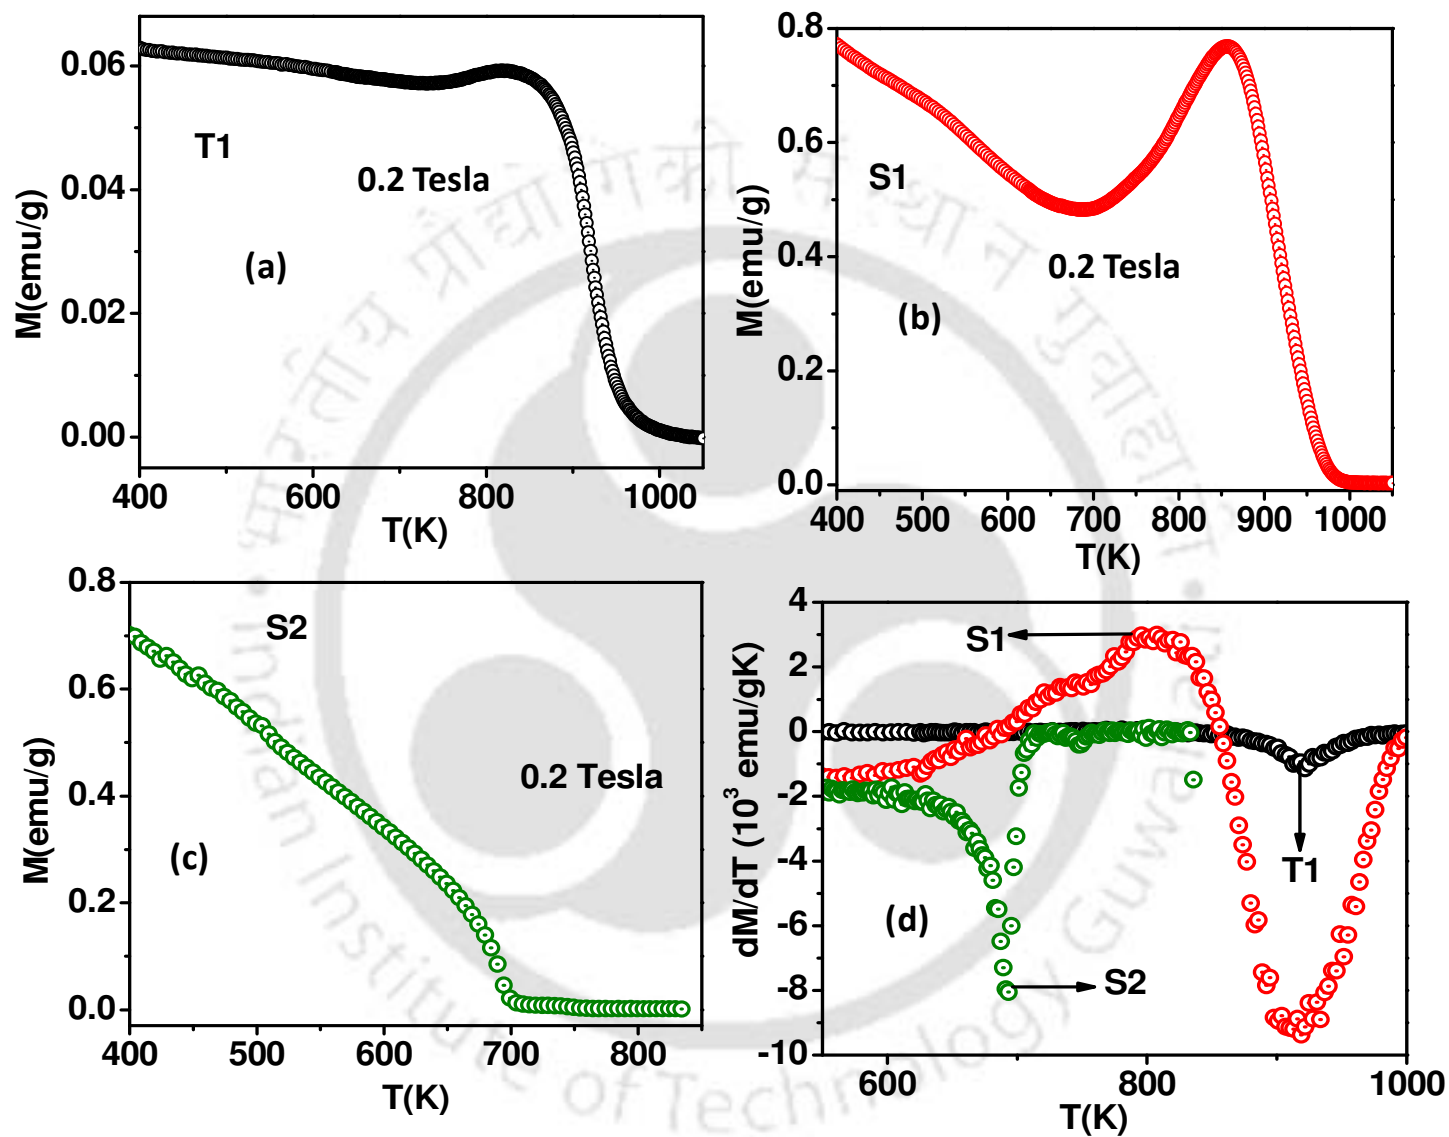 0.06
0.04
0.02
0.00
M(emu/g)
T1
0.2 Tesla
(a)
400
600
800
1000
T(K)
0.8
0.6
0.4
0.2
0.0
M(emu/g)
S1
0.2 Tesla
(b)
400
500
600
700
800
900
1000
T(K)
0.8
0.6
0.4
0.2
0.0
M(emu/g)
S2
0.2 Tesla
(c)
400
500
600
700
800
T(K)
4
2
0
-2
-4
-6
-8
-10
dM/dT (10³ emu/gK)
S1
T1
S2
(d)
600
800
1000
T(K)
Indian Institute of Technology Guwahati